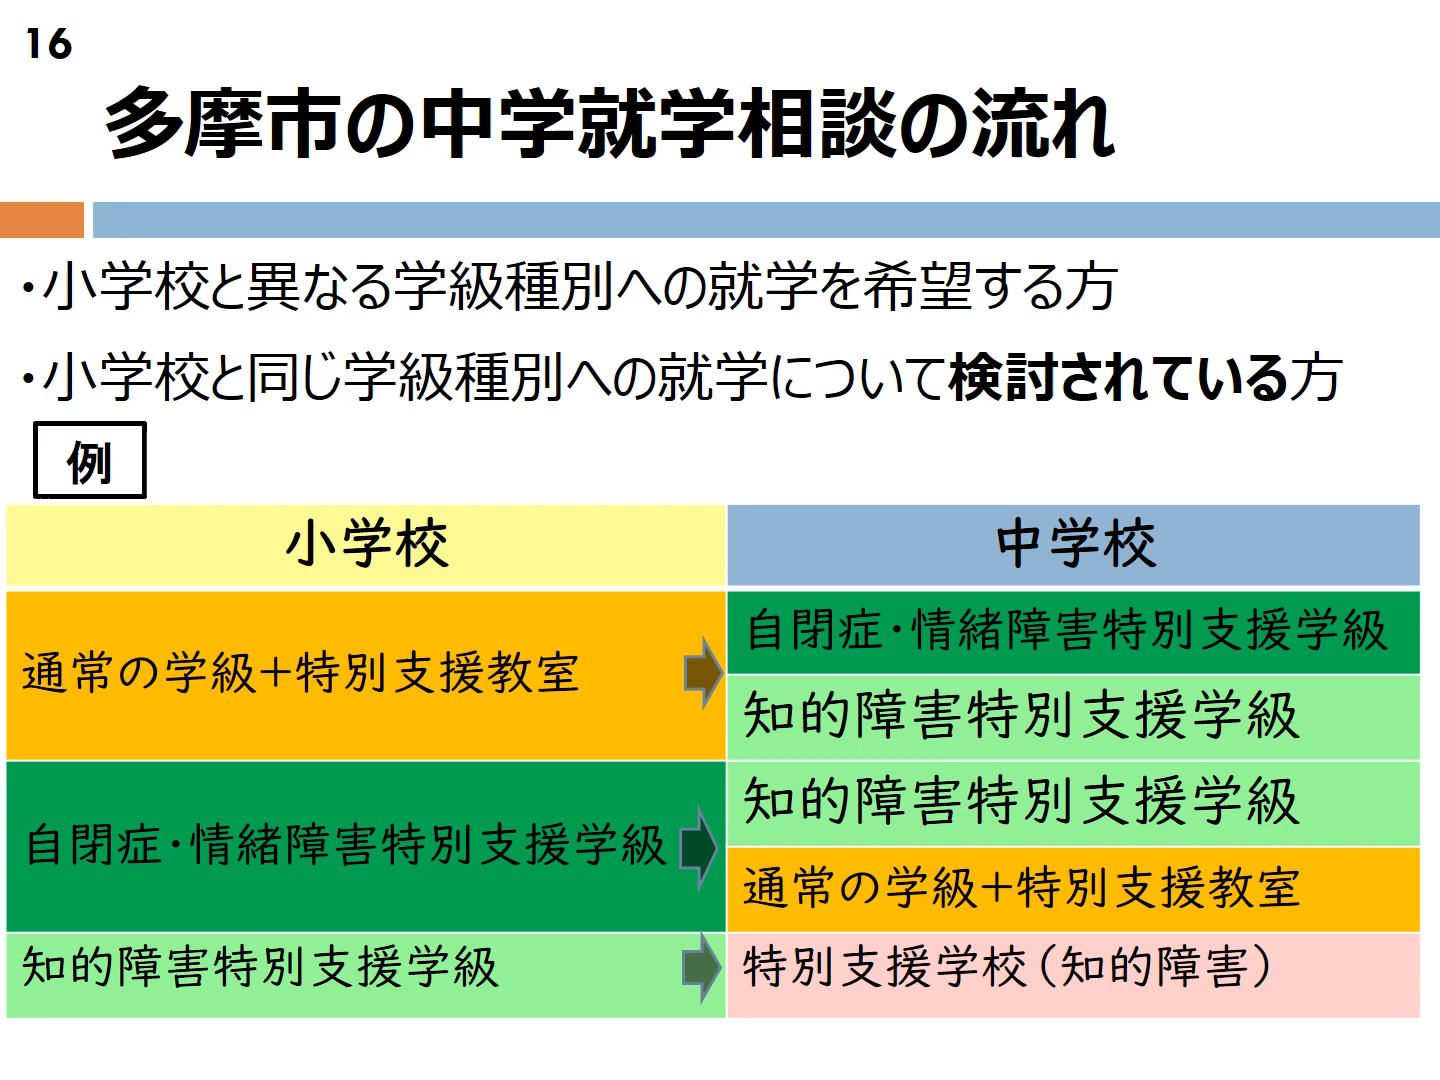 16
多摩市の中学就学相談の流れ
・小学校と異なる学級種別への就学を希望する方
・小学校と同じ学級種別への就学について検討されている方
例
小学校
中学校
通常の学級＋特別支援教室
自閉症・情緒障害特別支援学級
知的障害特別支援学級
自閉症・情緒障害特別支援学級
知的障害特別支援学級
通常の学級＋特別支援教室
知的障害特別支援学級
特別支援学校（知的障害）